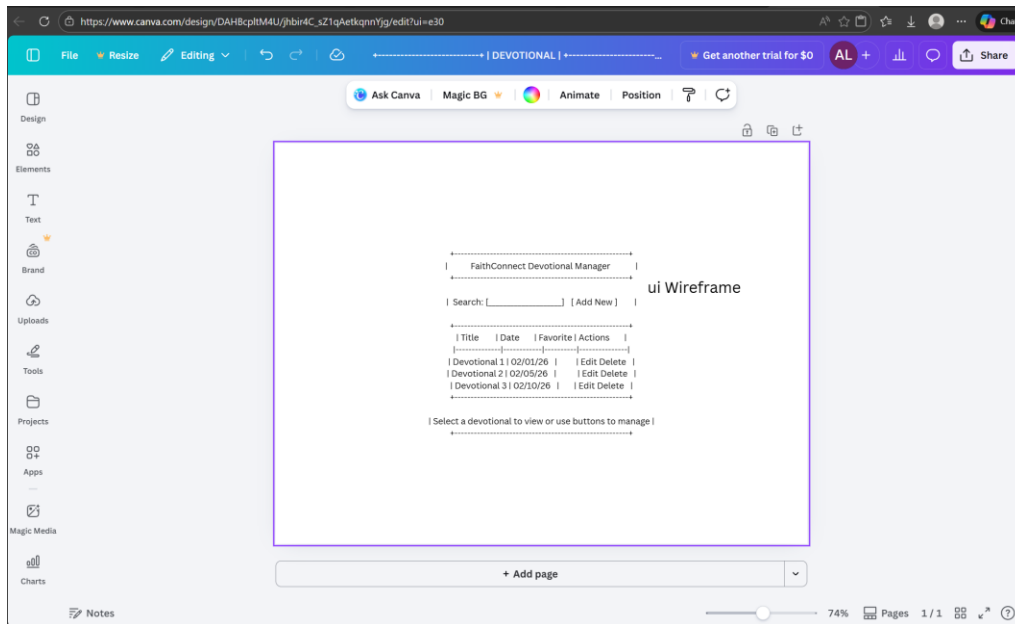 https://www.canva.com/design/DAHBcpltM4U/jhbir4C_sZ1qAetkqnnYjg/edit?ui=e30
Cha
File
Resize
Editing
+----------------------------+ | DEVOTIONAL | +-----------------------...
Get another trial for $0
AL
Share
Ask Canva
Magic BG
Animate
Position
Design
Elements
Text
Brand
Uploads
Tools
Projects
Apps
Magic Media
Charts
+--------------------------------------------------+
| FaithConnect Devotional Manager |
+--------------------------------------------------+
ui Wireframe
| Search: [________________] [ Add New ] |
+--------------------------------------------------+
| Title | Date | Favorite | Actions |
|-------------|-----------|---------|--------------|
| Devotional 1 | 02/01/26 | | Edit Delete |
| Devotional 2 | 02/05/26 | | Edit Delete |
| Devotional 3 | 02/10/26 | | Edit Delete |
+--------------------------------------------------+
| Select a devotional to view or use buttons to manage |
+--------------------------------------------------+
+ Add page
Notes
74%
Pages
1 / 1